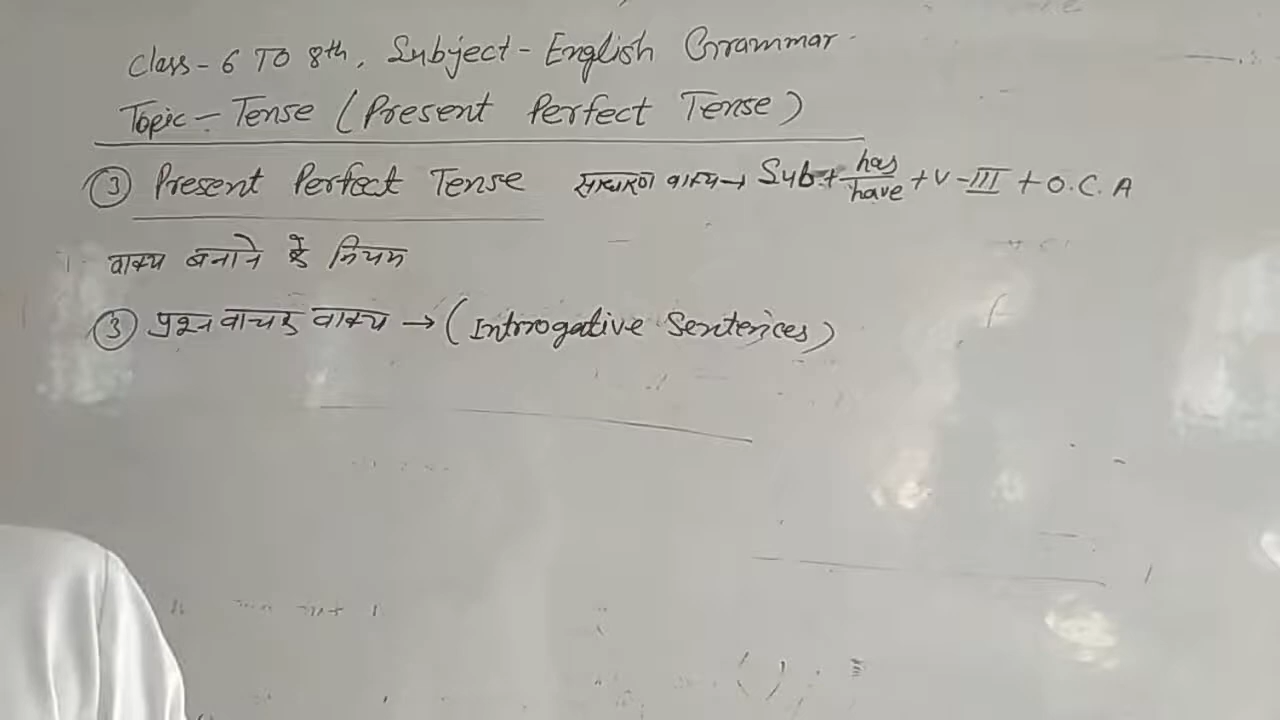 Class - 6 TO 8th, Subject - English Grammar
Topic - Tense (Present Perfect Tense)
③ Present Perfect Tense साधारण वाक्य → Sub + has/have + V-III + O.C.A
वाक्य बनाने के नियम
③ प्रश्न वाचक वाक्य → (Introgative Sentences)